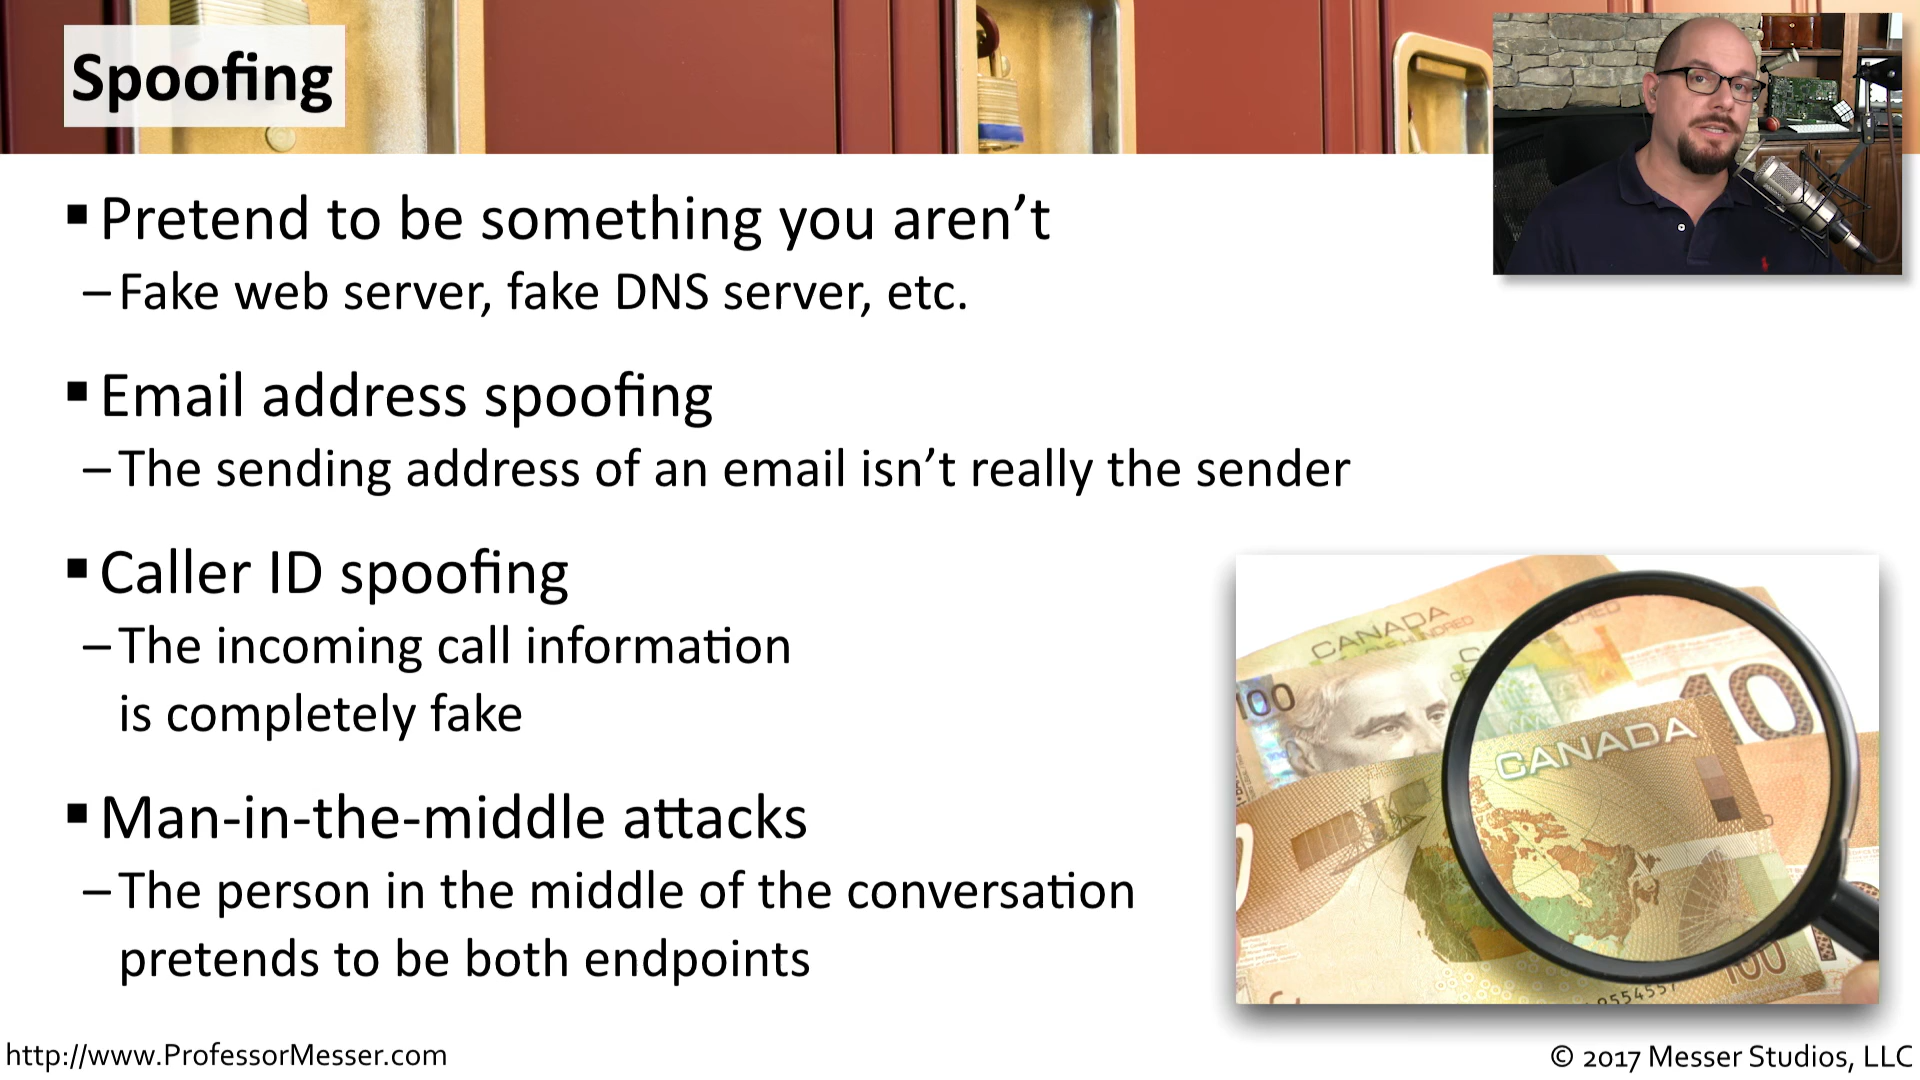 Spoofing
▪ Pretend to be something you aren’t
– Fake web server, fake DNS server, etc.
▪ Email address spoofing
– The sending address of an email isn’t really the sender
▪ Caller ID spoofing
– The incoming call information
is completely fake
▪ Man-in-the-middle attacks
– The person in the middle of the conversation
pretends to be both endpoints
CANADA
100
CANADA
100
http://www.ProfessorMesser.com
© 2017 Messer Studios, LLC